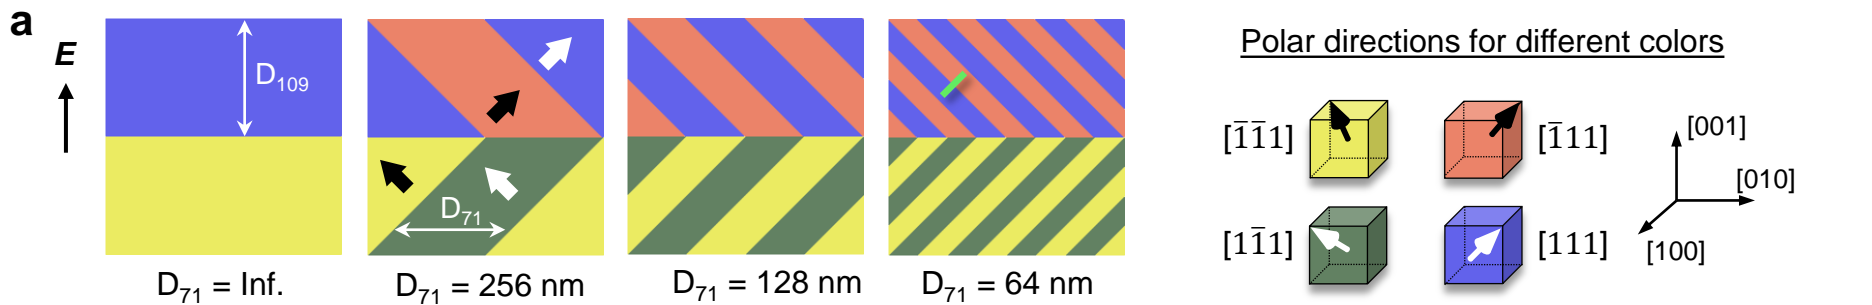 a
E
D₁₀₉
D₇₁
D₇₁ = Inf.
D₇₁ = 256 nm
D₇₁ = 128 nm
D₇₁ = 64 nm
Polar directions for different colors
[1̅1̅1]
[1̅11]
[11̅1]
[111]
[001]
[010]
[100]